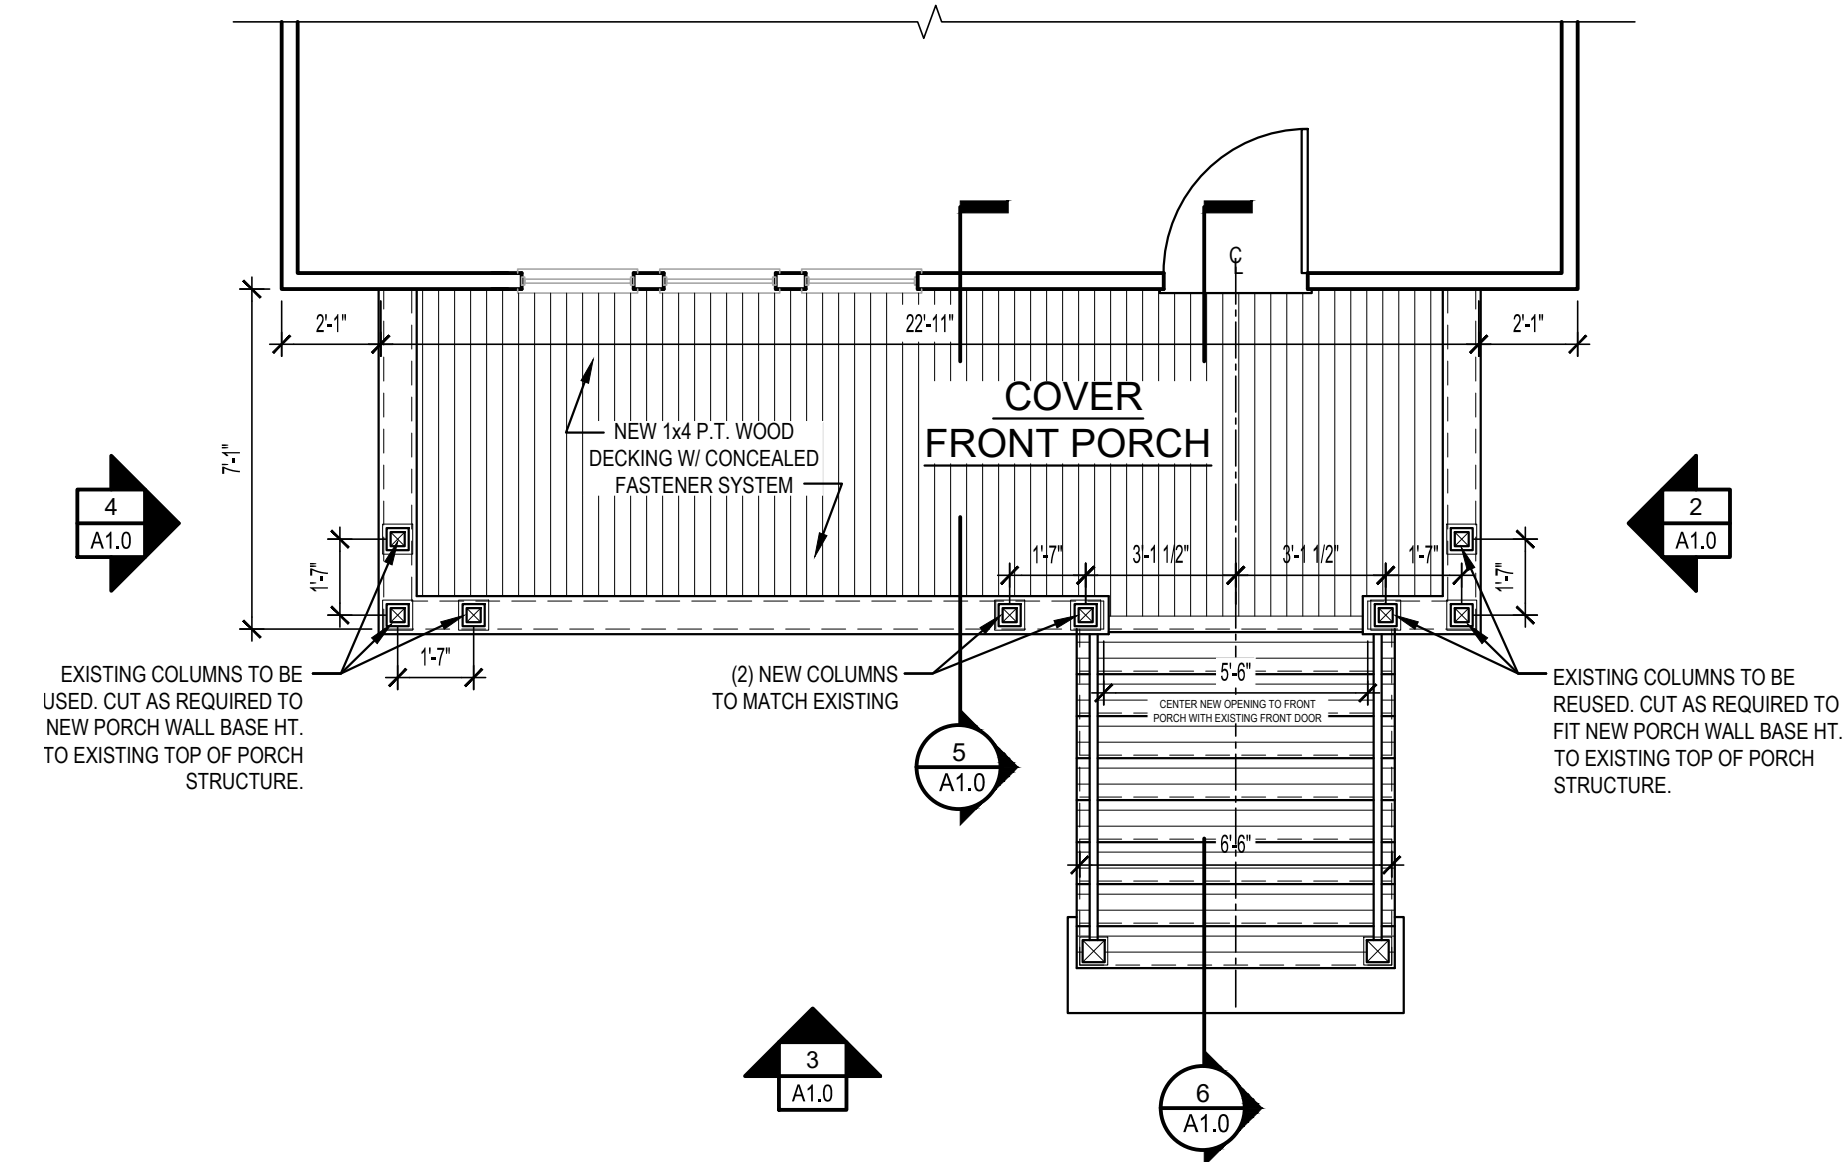 C
L
2'-1"
22'-11"
2'-1"
COVER
FRONT PORCH
NEW 1x4 P.T. WOOD
DECKING W/ CONCEALED
FASTENER SYSTEM
7'-1"
4
A1.0
2
A1.0
1'-7"
3'-1 1/2"
3'-1 1/2"
1'-7"
1'-7"
1'-7"
1'-7"
EXISTING COLUMNS TO BE
USED. CUT AS REQUIRED TO
NEW PORCH WALL BASE HT.
TO EXISTING TOP OF PORCH
STRUCTURE.
(2) NEW COLUMNS
TO MATCH EXISTING
5'-6"
CENTER NEW OPENING TO FRONT
PORCH WITH EXISTING FRONT DOOR
EXISTING COLUMNS TO BE
REUSED. CUT AS REQUIRED TO
FIT NEW PORCH WALL BASE HT.
TO EXISTING TOP OF PORCH
STRUCTURE.
5
A1.0
6'-6"
3
A1.0
6
A1.0